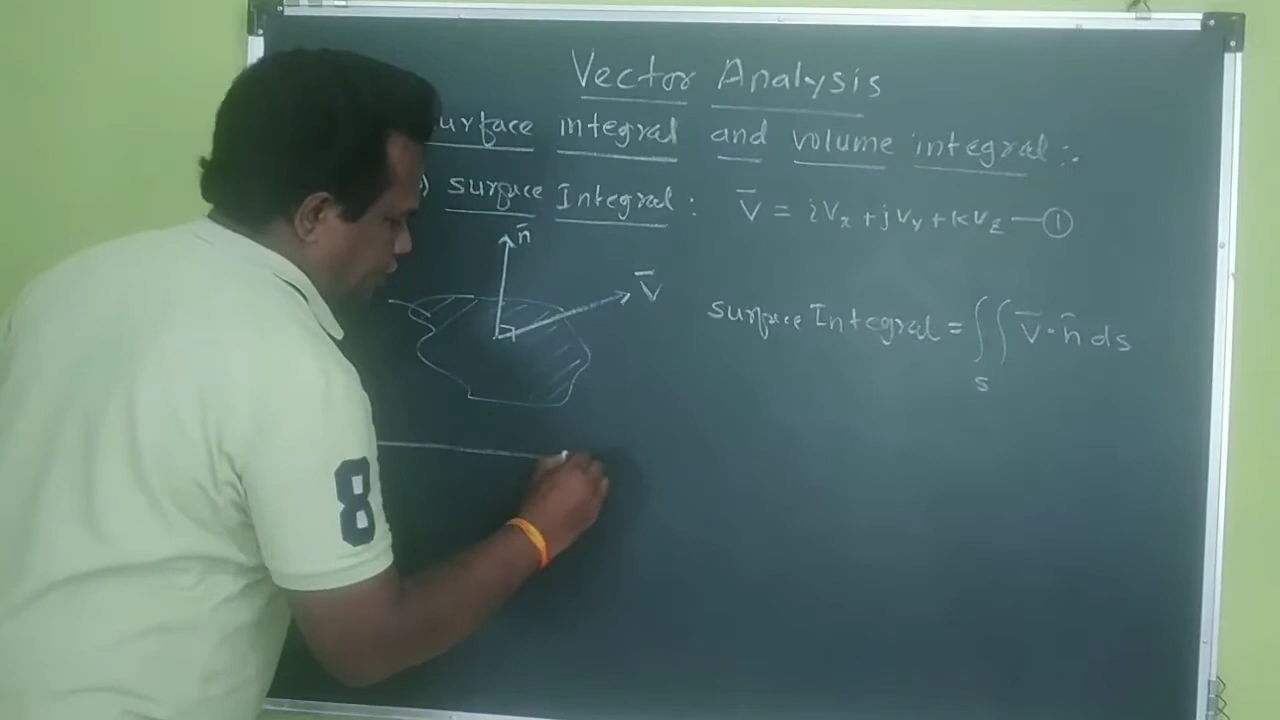 Vector Analysis
urface integral and volume integral :.
) surface Integral : V̄ = iVx + jVy + kVz —①
n̄
V̄
surface Integral = ∫∫ V̄ · n̄ ds
s
8